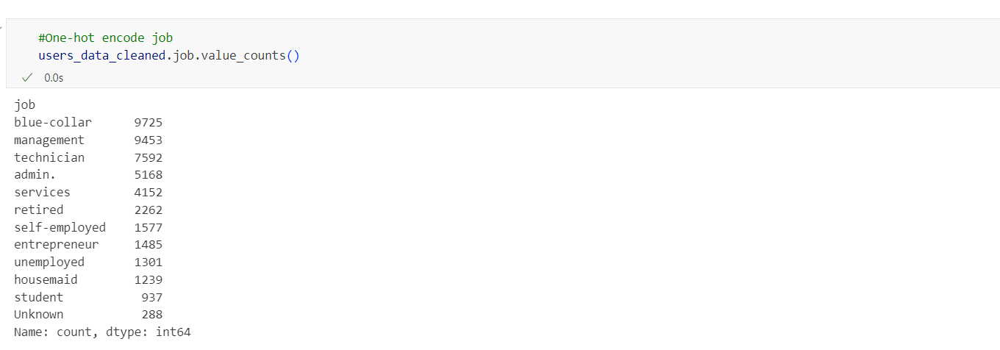 #One-hot encode job
users_data_cleaned.job.value_counts()
✓ 0.0s
job
blue-collar 9725
management 9453
technician 7592
admin. 5168
services 4152
retired 2262
self-employed 1577
entrepreneur 1485
unemployed 1301
housemaid 1239
student 937
Unknown 288
Name: count, dtype: int64